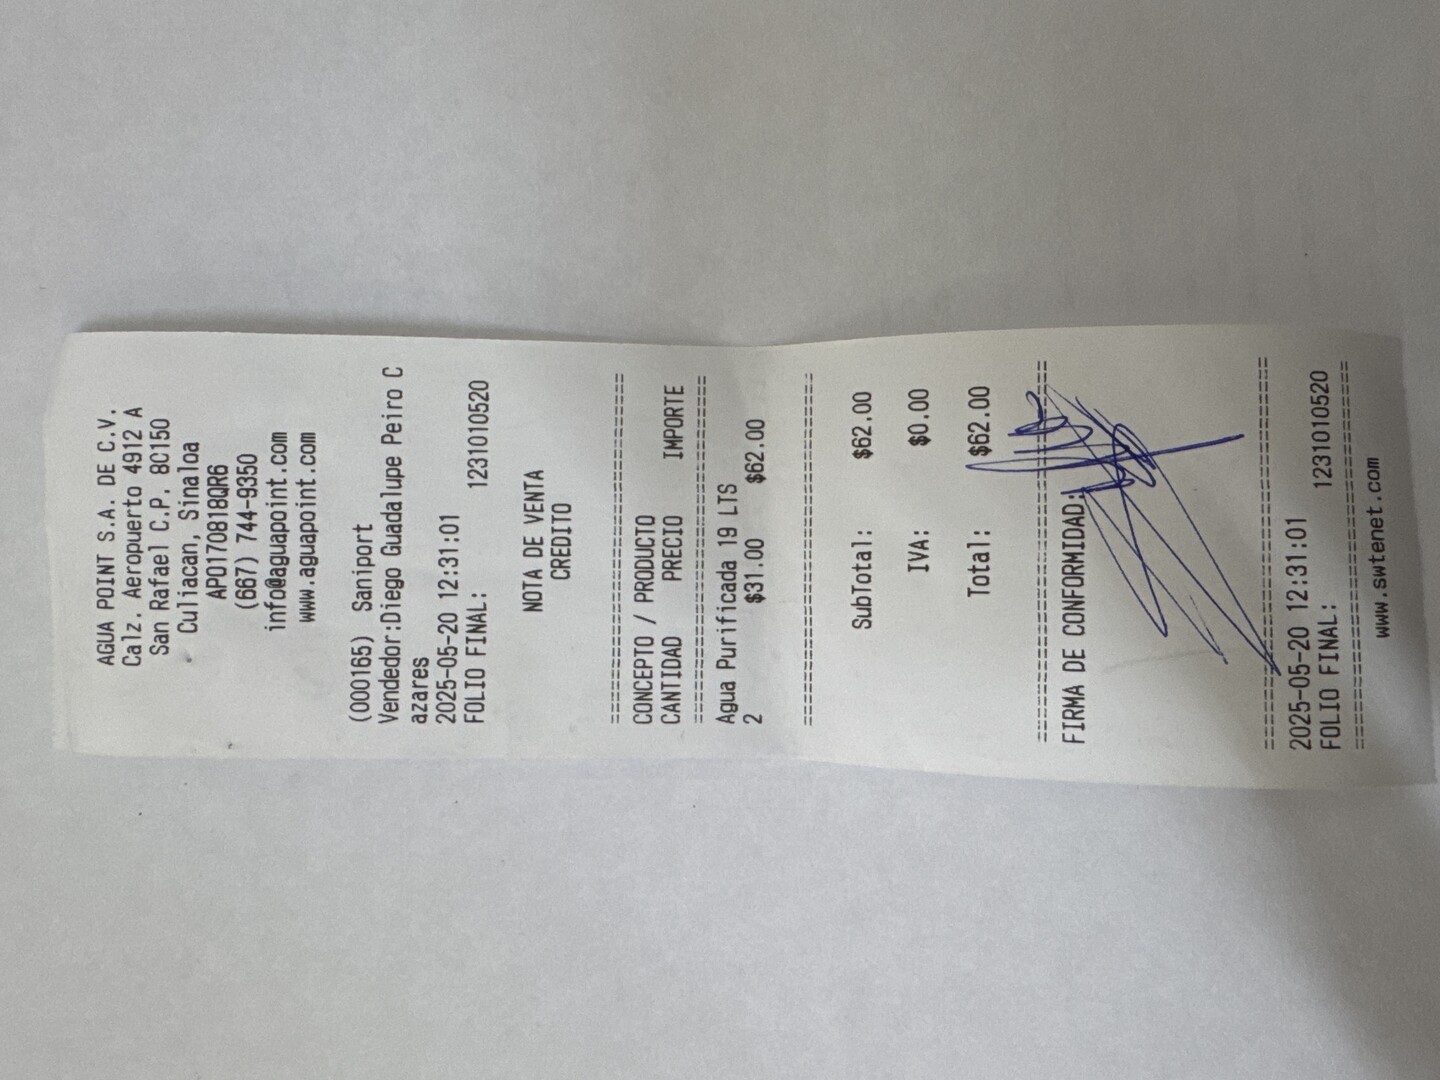 AGUA POINT S.A. DE C.V.
Calz. Aeropuerto 4912 A
San Rafael C.P. 80150
Culiacan, Sinaloa
APO170818QR6
(667) 744-9350
info@aguapoint.com
www.aguapoint.com
(000165) Saniport
Vendedor:Diego Guadalupe Peiro C
azares
2025-05-20 12:31:01
FOLIO FINAL: 1231010520
NOTA DE VENTA
CREDITO
================================
CONCEPTO / PRODUCTO
CANTIDAD PRECIO IMPORTE
================================
Agua Purificada 19 LTS
2 $31.00 $62.00
================================
SubTotal: $62.00
IVA: $0.00
Total: $62.00
================================
FIRMA DE CONFORMIDAD:
================================
2025-05-20 12:31:01
FOLIO FINAL: 1231010520
================================
www.swtenet.com